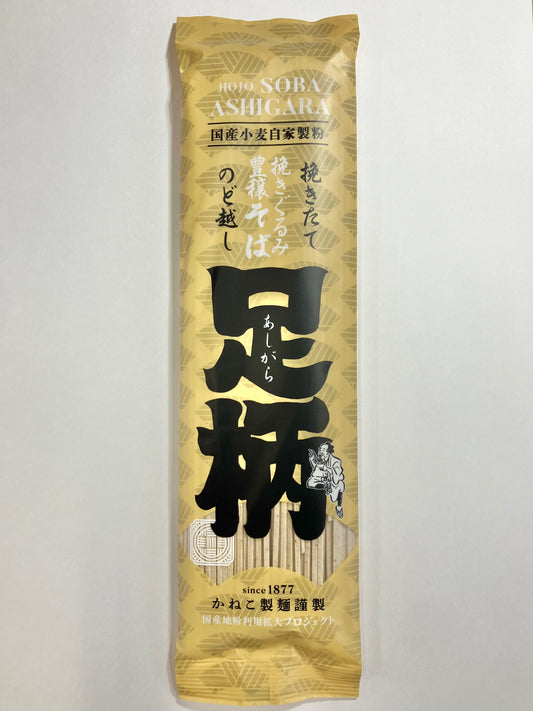 HOJO SOBA
ASHIGARA
国産小麦自家製粉
挽きたて
挽きぐるみ
豊穣そば
のど越し
足柄
あしがら
since 1877
かねこ製麺謹製
国産地粉利用拡大プロジェクト